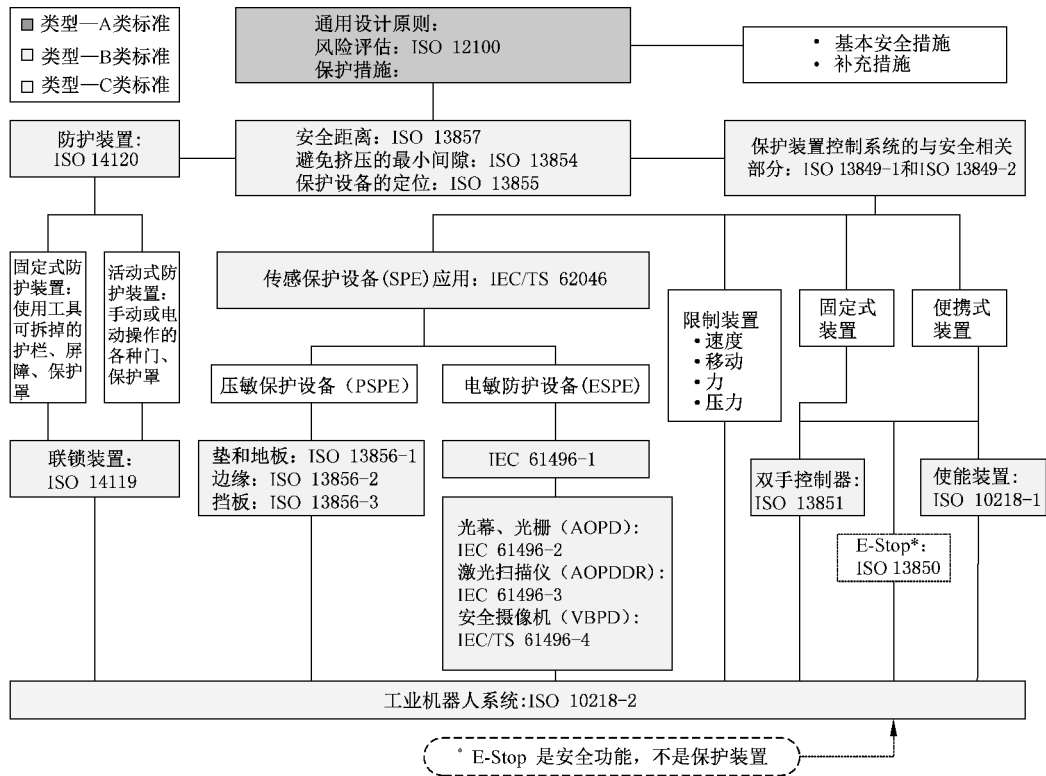 类型—A类标准
类型—B类标准
类型—C类标准
通用设计原则:
风险评估: ISO 12100
保护措施:
• 基本安全措施
• 补充措施
防护装置:
ISO 14120
安全距离: ISO 13857
避免挤压的最小间隙: ISO 13854
保护设备的定位: ISO 13855
保护装置控制系统的与安全相关
部分: ISO 13849-1和ISO 13849-2
固定式防
护装置:
使用工具
可拆掉的
护栏、屏
障、保护
罩
活动式防
护装置:
手动或电
动操作的
各种门、
保护罩
传感保护设备(SPE)应用: IEC/TS 62046
限制装置
•速度
•移动
•力
•压力
固定式
装置
便携式
装置
压敏保护设备（PSPE）
电敏防护设备(ESPE)
联锁装置:
ISO 14119
垫和地板: ISO 13856-1
边缘: ISO 13856-2
挡板: ISO 13856-3
IEC 61496-1
双手控制器:
ISO 13851
使能装置:
ISO 10218-1
光幕、光栅（AOPD）:
IEC 61496-2
激光扫描仪（AOPDDR）:
IEC 61496-3
安全摄像机（VBPD）:
IEC/TS 61496-4
E-Stop*:
ISO 13850
工业机器人系统:ISO 10218-2
* E-Stop 是安全功能，不是保护装置